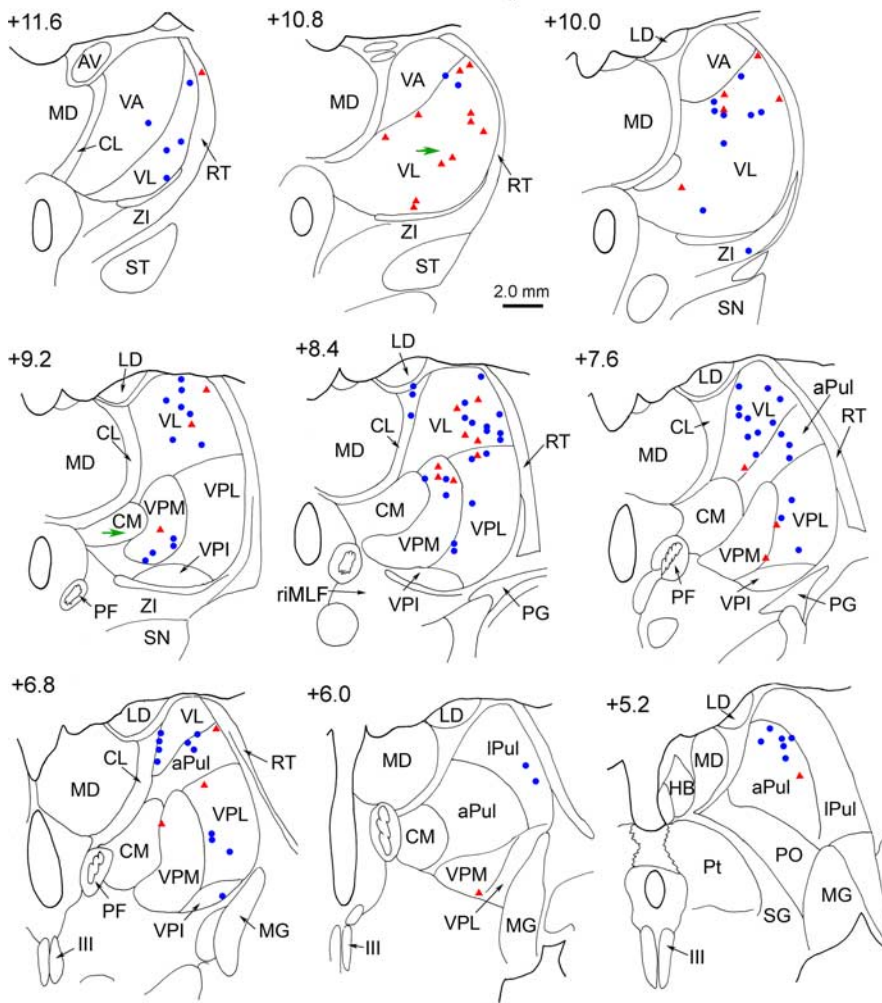 +11.6
AV
MD
VA
CL
RT
VL
ZI
ST
+10.8
MD
VA
VL
RT
ZI
ST
2.0 mm
+10.0
LD
VA
MD
VL
ZI
SN
+9.2
LD
CL
VL
MD
VPL
CM
VPM
VPI
PF
ZI
SN
+8.4
LD
CL
VL
RT
MD
CM
VPL
VPM
riMLF
VPI
PG
+7.6
LD
aPul
VL
CL
RT
MD
CM
VPL
VPM
PF
VPI
PG
+6.8
LD
VL
CL
RT
aPul
MD
VPL
CM
VPM
PF
VPI
MG
III
+6.0
LD
MD
lPul
aPul
CM
VPM
VPL
MG
III
+5.2
LD
MD
HB
aPul
lPul
Pt
PO
MG
SG
III